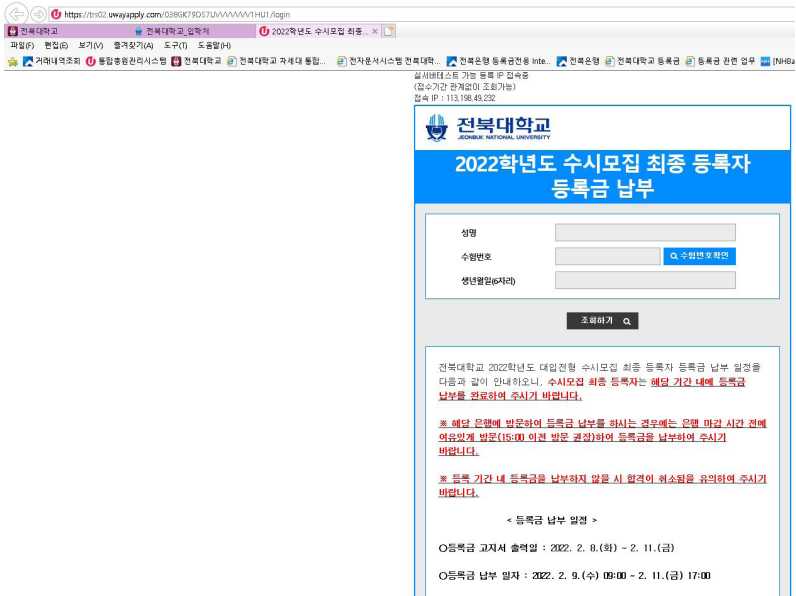 https://trs02.uwayapply.com/038GK79DS7UVVVVVV1HU1/login
전북대학교
전북대학교_입학처
2022학년도 수시모집 최종...
파일(F) 편집(E) 보기(V) 즐겨찾기(A) 도구(T) 도움말(H)
거래내역조회 통합충원관리시스템 전북대학교 전북대학교 차세대 통합... 전자문서시스템 전북대학... 전북은행 등록금전용 Inte... 전북은행 전북대학교 등록금 등록금 관련 업무 [NHBa
실서버테스트 가능 등록 IP 접속중
(접수기간 관계없이 조회가능)
접속 IP : 113,198,49,232
전북대학교
JEONBUK NATIONAL UNIVERSITY
2022학년도 수시모집 최종 등록자
등록금 납부
성명
수험번호 수험번호확인
생년월일(6자리)
조회하기
전북대학교 2022학년도 대입전형 수시모집 최종 등록자 등록금 납부 일정을
다음과 같이 안내하오니, 수시모집 최종 등록자는 해당 기간 내에 등록금
납부를 완료하여 주시기 바랍니다.
※ 해당 은행에 방문하여 등록금 납부를 하시는 경우에는 은행 마감 시간 전에
여유있게 방문(15:00 이전 방문 권장)하여 등록금을 납부하여 주시기
바랍니다.
※ 등록 기간 내 등록금을 납부하지 않을 시 합격이 취소됨을 유의하여 주시기
바랍니다.
< 등록금 납부 일정 >
○등록금 고지서 출력일 : 2022. 2. 8.(화) ~ 2. 11.(금)
○등록금 납부 일자 : 2022. 2. 9.(수) 09:00 ~ 2. 11.(금) 17:00